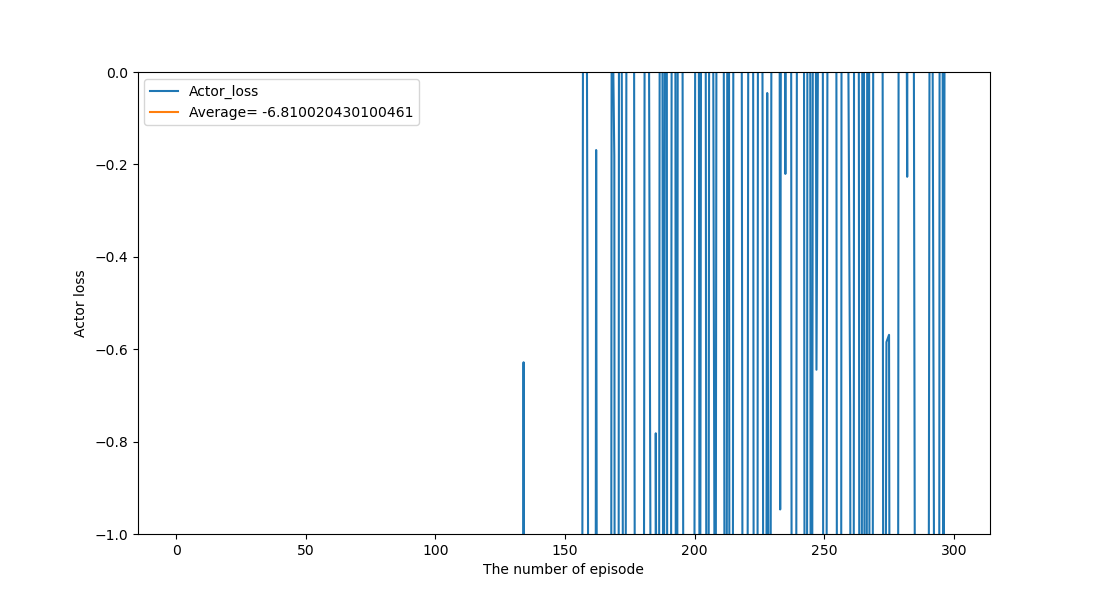 Actor_loss
Average= -6.810020430100461
0.0
−0.2
−0.4
−0.6
−0.8
−1.0
Actor loss
0 50 100 150 200 250 300
The number of episode